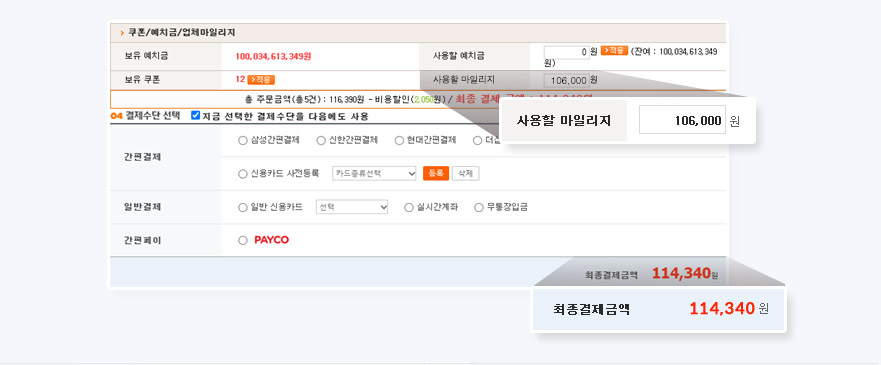 쿠폰/예치금/업체마일리지
보유 예치금 100,034,613,349원 사용할 예치금 0 원 적용 (잔여 : 100,034,613,349
원)
보유 쿠폰 12 적용 사용할 마일리지 106,000 원
총 주문금액(총5건) : 116,390원 - 비용할인(2,050원) / 최종 결제
사용할 마일리지 106,000 원
04 결제수단 선택 지금 선택한 결제수단을 다음에도 사용
간편결제 삼성간편결제 신한간편결제 현대간편결제
신용카드 사전등록 카드종류선택 등록 삭제
일반결제 일반 신용카드 선택 실시간계좌 무통장입금
간편페이 PAYCO
최종결제금액 114,340원
최종결제금액 114,340 원